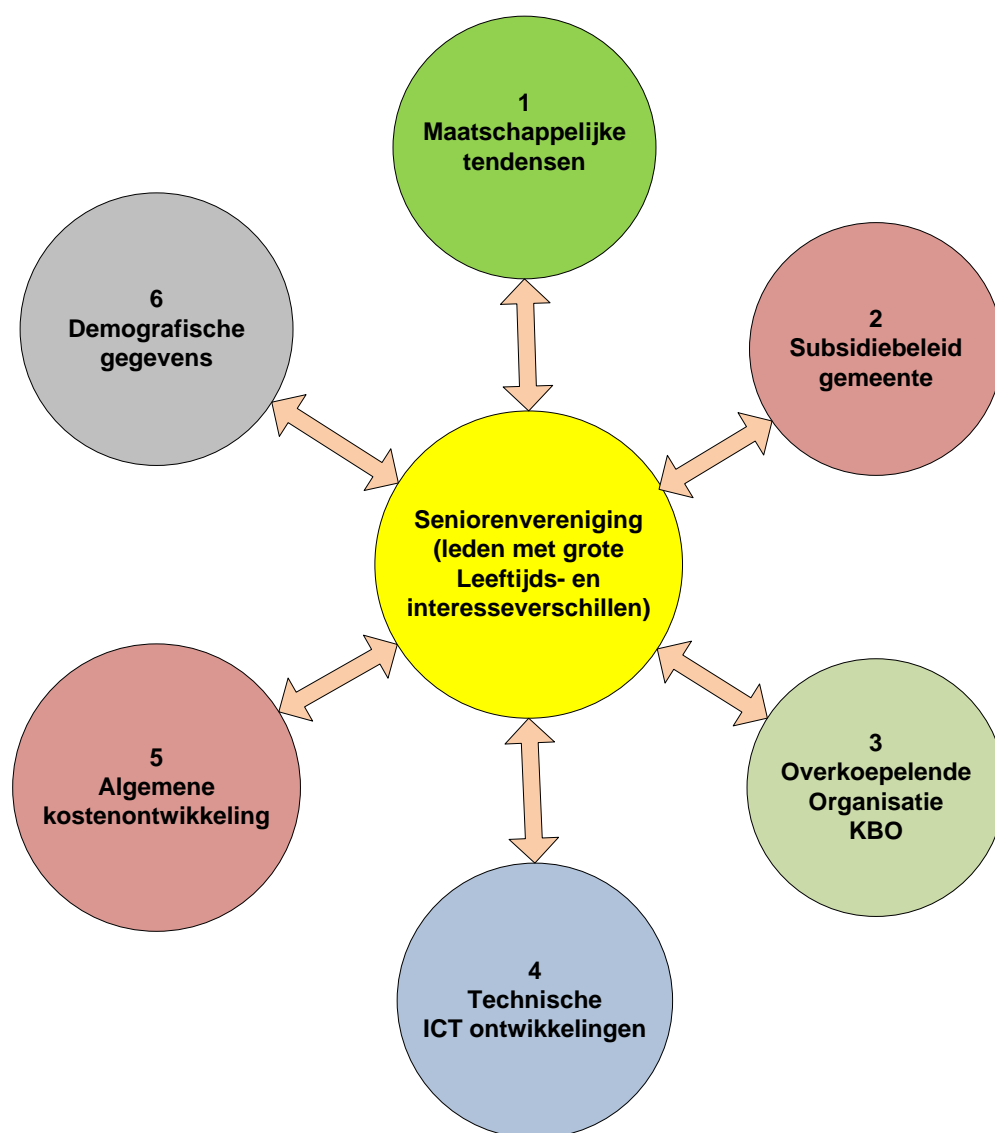 1
Maatschappelijke
tendensen
2
Subsidiebeleid
gemeente
3
Overkoepelende
Organisatie
KBO
4
Technische
ICT ontwikkelingen
5
Algemene
kostenontwikkeling
6
Demografische
gegevens
Seniorenvereniging
(leden met grote
Leeftijds- en
interesseverschillen)